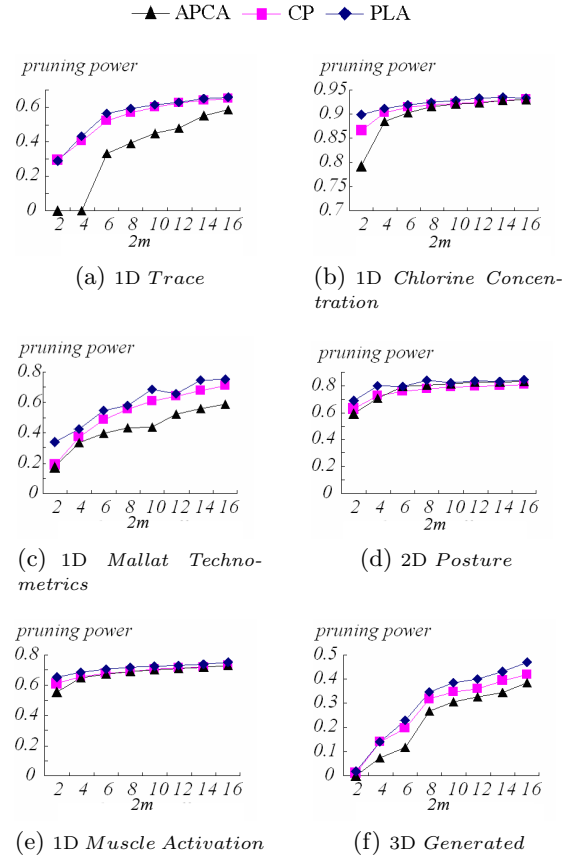 APCA CP PLA
pruning power
0.6
0.4
0.2
0
2 4 6 8 10 12 14 16
2m
(a) 1D Trace
pruning power
0.95
0.9
0.85
0.8
0.75
0.7
2 4 6 8 10 12 14 16
2m
(b) 1D Chlorine Concen-
tration
pruning power
0.8
0.6
0.4
0.2
0
2 4 6 8 10 12 14 16
2m
(c) 1D Mallat Techno-
metrics
pruning power
0.8
0.6
0.4
0.2
0
2 4 6 8 10 12 14 16
2m
(d) 2D Posture
pruning power
0.8
0.6
0.4
0.2
0
2 4 6 8 10 12 14 16
2m
(e) 1D Muscle Activation
pruning power
0.5
0.4
0.3
0.2
0.1
0
2 4 6 8 10 12 14 16
2m
(f) 3D Generated